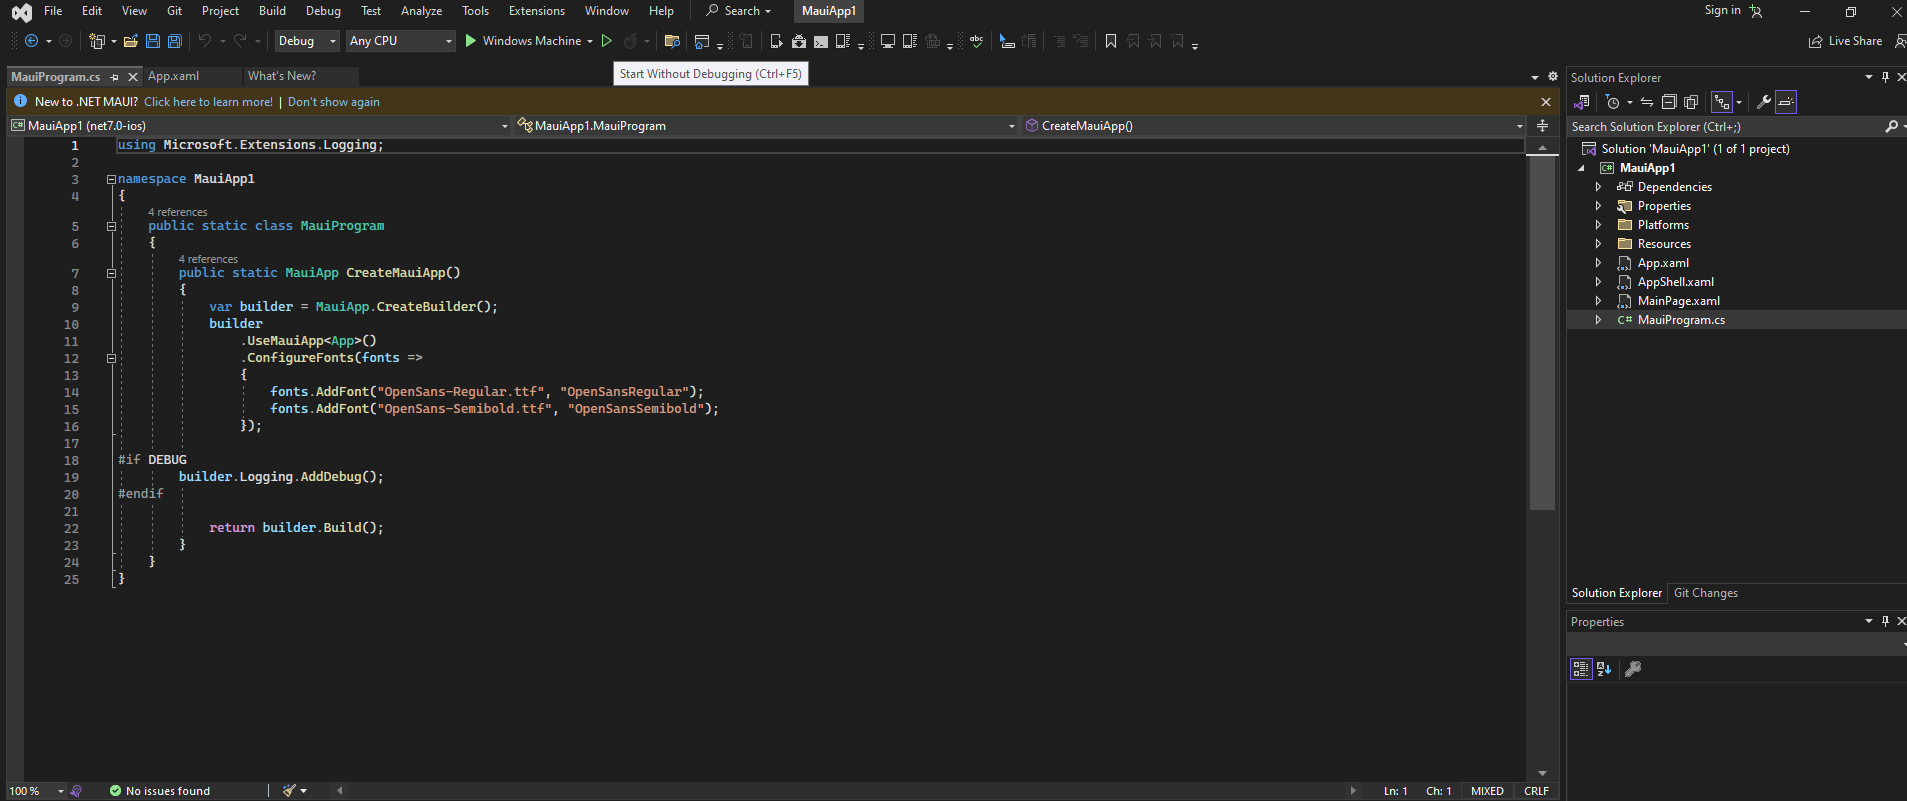 File Edit View Git Project Build Debug Test Analyze Tools Extensions Window Help Search MauiApp1 Sign in
Debug Any CPU Windows Machine Live Share
MauiProgram.cs App.xaml What's New?
Start Without Debugging (Ctrl+F5)
New to .NET MAUI? Click here to learn more! | Don't show again
MauiApp1 (net7.0-ios) MauiApp1.MauiProgram CreateMauiApp()
1 using Microsoft.Extensions.Logging;
2
3 namespace MauiApp1
4 {
4 references
5 public static class MauiProgram
6 {
4 references
7 public static MauiApp CreateMauiApp()
8 {
9 var builder = MauiApp.CreateBuilder();
10 builder
11 .UseMauiApp<App>()
12 .ConfigureFonts(fonts =>
13 {
14 fonts.AddFont("OpenSans-Regular.ttf", "OpenSansRegular");
15 fonts.AddFont("OpenSans-Semibold.ttf", "OpenSansSemibold");
16 });
17
18 #if DEBUG
19 builder.Logging.AddDebug();
20 #endif
21
22 return builder.Build();
23 }
24 }
25 }
100 % No issues found Ln: 1 Ch: 1 MIXED CRLF
Solution Explorer
Search Solution Explorer (Ctrl+;)
Solution 'MauiApp1' (1 of 1 project)
C# MauiApp1
Dependencies
Properties
Platforms
Resources
App.xaml
AppShell.xaml
MainPage.xaml
C# MauiProgram.cs
Solution Explorer Git Changes
Properties